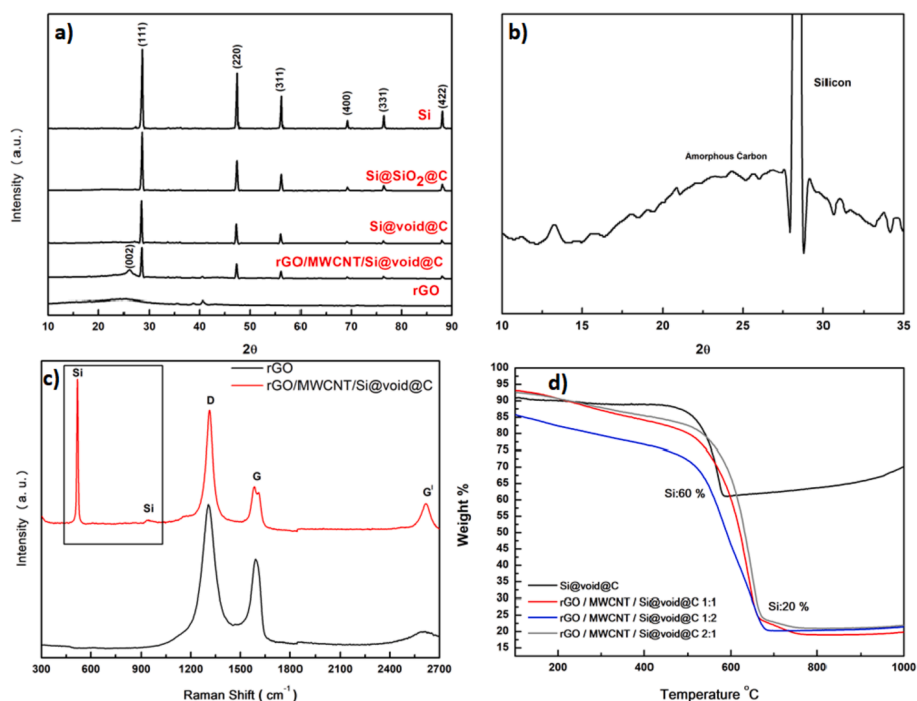 a)
(111)
(220)
(311)
(400)
(331)
(422)
Si
Si@SiO2@C
Si@void@C
(002)
rGO/MWCNT/Si@void@C
rGO
Intensity (a.u.)
10 20 30 40 50 60 70 80 90
2θ
b)
Silicon
Amorphous Carbon
Intensity (a.u.)
10 15 20 25 30 35
2θ
c)
rGO
rGO/MWCNT/Si@void@C
Si
Si
D
G
G'
Intensity (a. u.)
300 600 900 1200 1500 1800 2100 2400 2700
Raman Shift ( cm-1)
d)
100
95
90
85
80
75
70
65
60
55
50
45
40
35
30
25
20
15
Weight %
Si:60 %
Si:20 %
Si@void@C
rGO / MWCNT / Si@void@C 1:1
rGO / MWCNT / Si@void@C 1:2
rGO / MWCNT / Si@void@C 2:1
200 400 600 800 1000
Temperature °C